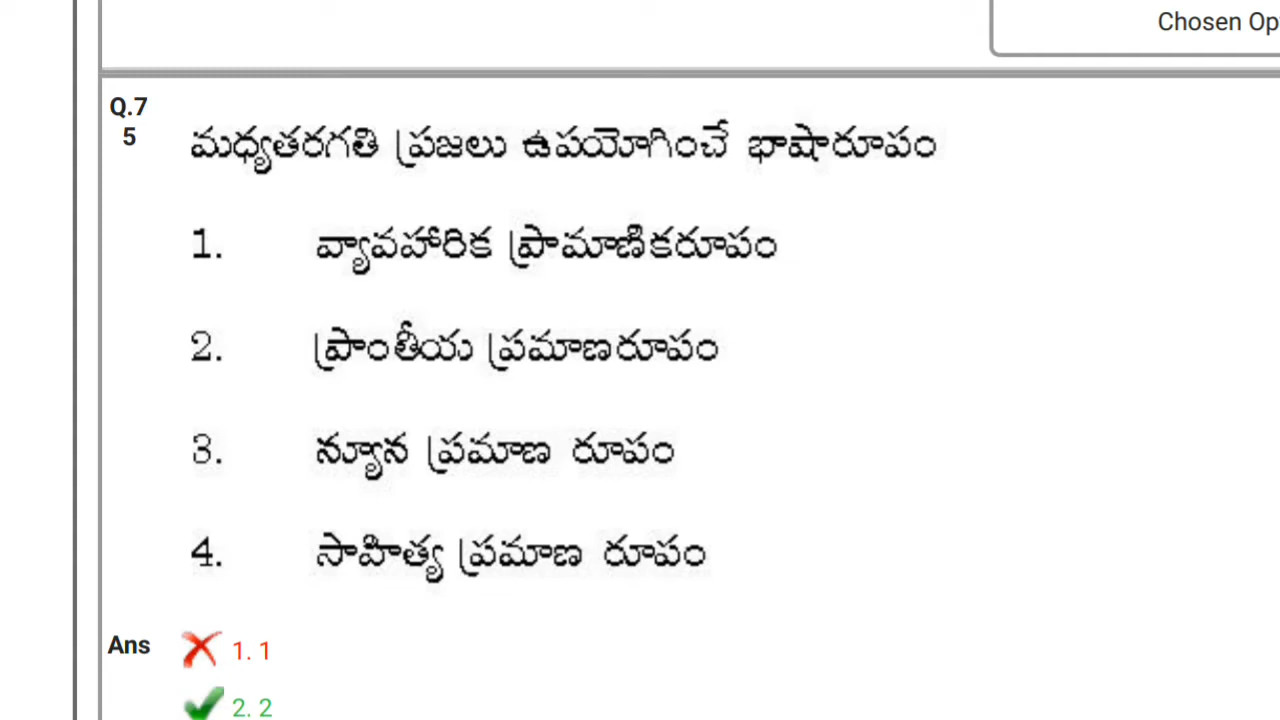 Chosen Op
Q.7
5
మధ్యతరగతి ప్రజలు ఉపయోగించే భాషారూపం
1. వ్యావహారిక ప్రామాణికరూపం
2. ప్రాంతీయ ప్రమాణరూపం
3. న్యూన ప్రమాణ రూపం
4. సాహిత్య ప్రమాణ రూపం
Ans 1. 1
2. 2